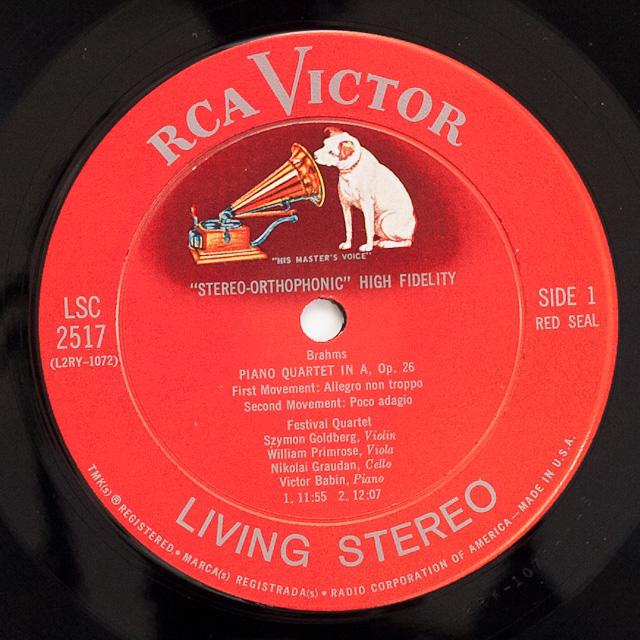 RCA VICTOR
"HIS MASTER'S VOICE"
"STEREO-ORTHOPHONIC" HIGH FIDELITY
LSC
2517
(L2RY-1072)
SIDE 1
RED SEAL
Brahms
PIANO QUARTET IN A, Op. 26
First Movement: Allegro non troppo
Second Movement: Poco adagio
Festival Quartet
Szymon Goldberg, Violin
William Primrose, Viola
Nikolai Graudan, Cello
Victor Babin, Piano
1. 11:55 2. 12:07
LIVING STEREO
TMK(s) ® REGISTERED • MARCA(s) REGISTRADA(s) • RADIO CORPORATION OF AMERICA—MADE IN U.S.A.